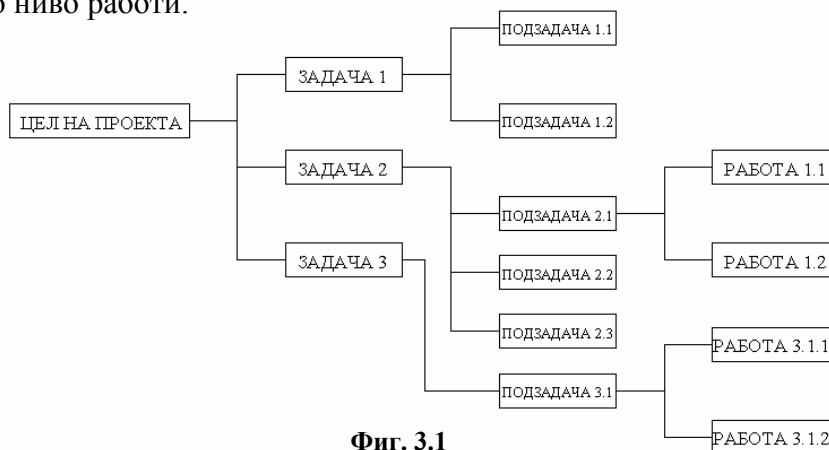 ниво работи.
ЦЕЛ НА ПРОЕКТА
ЗАДАЧА 1
ПОДЗАДАЧА 1.1
ПОДЗАДАЧА 1.2
ЗАДАЧА 2
ПОДЗАДАЧА 2.1
РАБОТА 1.1
РАБОТА 1.2
ПОДЗАДАЧА 2.2
ПОДЗАДАЧА 2.3
ЗАДАЧА 3
ПОДЗАДАЧА 3.1
РАБОТА 3.1.1
РАБОТА 3.1.2
Фиг. 3.1